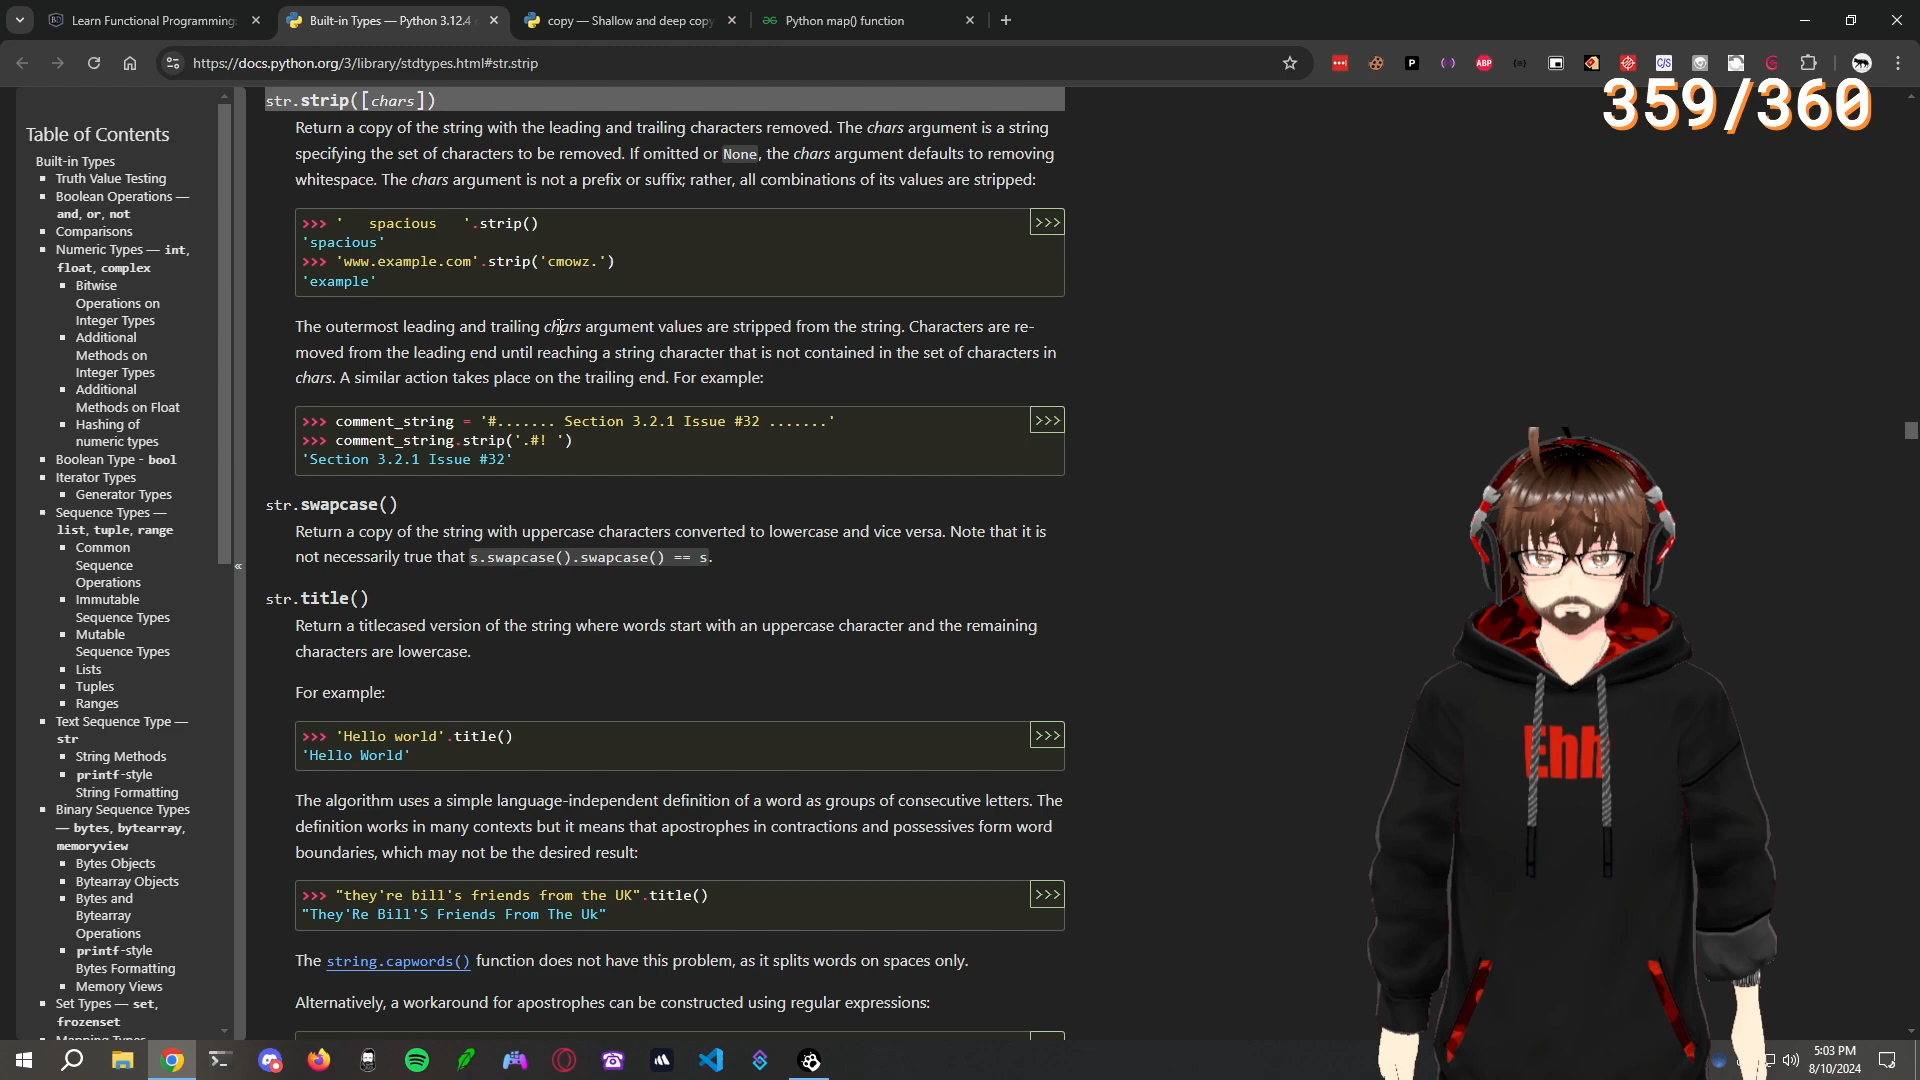 Learn Functional Programming:
Built-in Types — Python 3.12.4
copy — Shallow and deep copy
Python map() function
https://docs.python.org/3/library/stdtypes.html#str.strip
359/360
Table of Contents
Built-in Types
Truth Value Testing
Boolean Operations —
and, or, not
Comparisons
Numeric Types — int,
float, complex
Bitwise
Operations on
Integer Types
Additional
Methods on
Integer Types
Additional
Methods on Float
Hashing of
numeric types
Boolean Type - bool
Iterator Types
Generator Types
Sequence Types —
list, tuple, range
Common
Sequence
Operations
Immutable
Sequence Types
Mutable
Sequence Types
Lists
Tuples
Ranges
Text Sequence Type —
str
String Methods
printf-style
String Formatting
Binary Sequence Types
— bytes, bytearray,
memoryview
Bytes Objects
Bytearray Objects
Bytes and
Bytearray
Operations
printf-style
Bytes Formatting
Memory Views
Set Types — set,
frozenset
Mapping Types
«
str.strip([chars])
Return a copy of the string with the leading and trailing characters removed. The chars argument is a string
specifying the set of characters to be removed. If omitted or None, the chars argument defaults to removing
whitespace. The chars argument is not a prefix or suffix; rather, all combinations of its values are stripped:
>>> '   spacious   '.strip()
>>>
'spacious'
>>> 'www.example.com'.strip('cmowz.')
'example'
The outermost leading and trailing chars argument values are stripped from the string. Characters are re-
moved from the leading end until reaching a string character that is not contained in the set of characters in
chars. A similar action takes place on the trailing end. For example:
>>> comment_string = '#....... Section 3.2.1 Issue #32 .......'
>>>
>>> comment_string.strip('.#! ')
'Section 3.2.1 Issue #32'
str.swapcase()
Return a copy of the string with uppercase characters converted to lowercase and vice versa. Note that it is
not necessarily true that s.swapcase().swapcase() == s.
str.title()
Return a titlecased version of the string where words start with an uppercase character and the remaining
characters are lowercase.
For example:
>>> 'Hello world'.title()
>>>
'Hello World'
The algorithm uses a simple language-independent definition of a word as groups of consecutive letters. The
definition works in many contexts but it means that apostrophes in contractions and possessives form word
boundaries, which may not be the desired result:
>>> "they're bill's friends from the UK".title()
>>>
"They'Re Bill'S Friends From The Uk"
The string.capwords() function does not have this problem, as it splits words on spaces only.
Alternatively, a workaround for apostrophes can be constructed using regular expressions:
Ehh
ABP
P
C/S
5:03 PM
8/10/2024